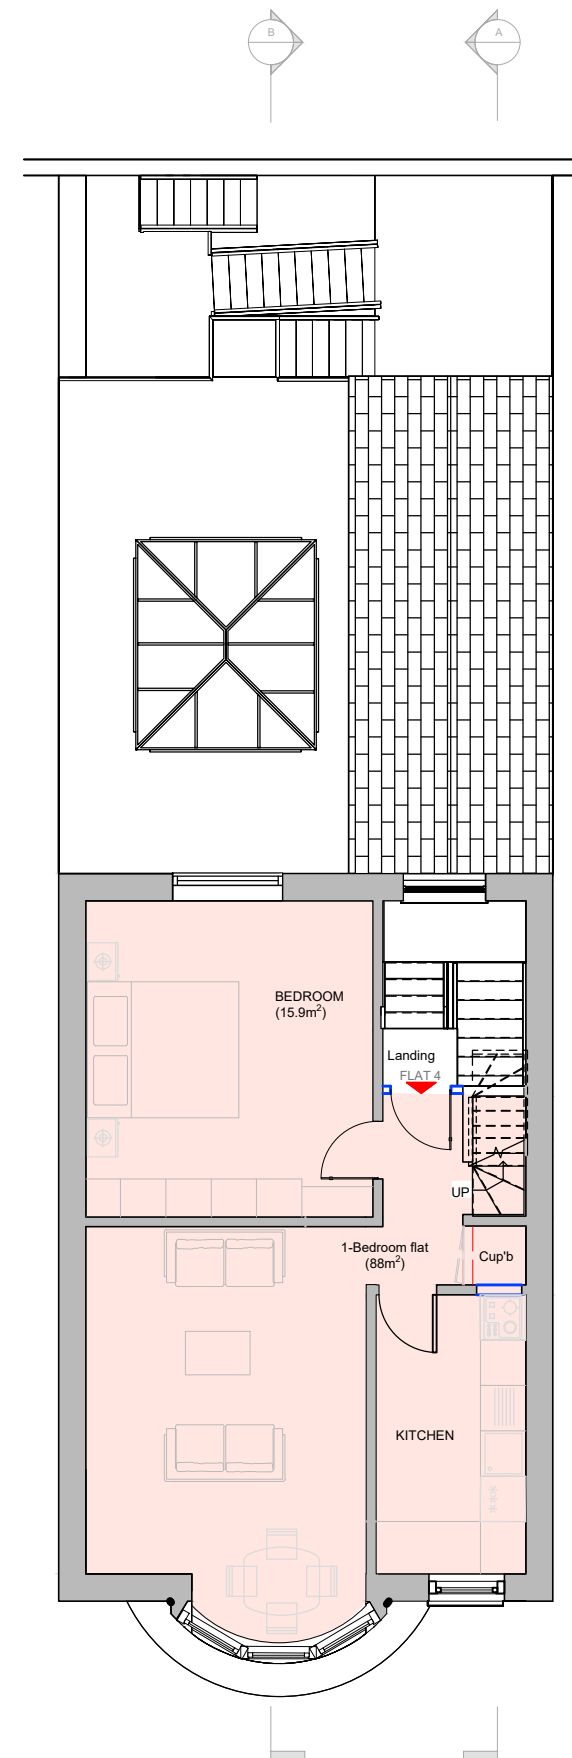 B
A
BEDROOM
(15.9m²)
Landing
FLAT 4
UP
1-Bedroom flat
(88m²)
Cup'b
KITCHEN
***